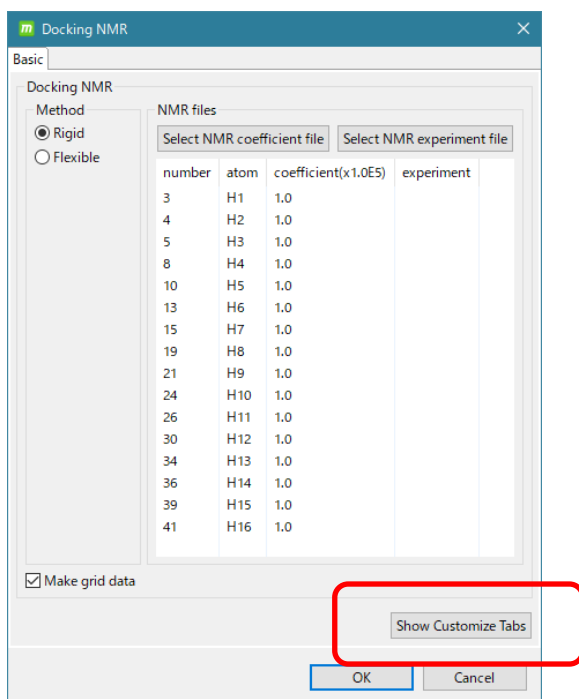 m Docking NMR
Basic
Docking NMR
Method
Rigid
Flexible
NMR files
Select NMR coefficient file Select NMR experiment file
number atom coefficient(x1.0E5) experiment
3 H1 1.0
4 H2 1.0
5 H3 1.0
8 H4 1.0
10 H5 1.0
13 H6 1.0
15 H7 1.0
19 H8 1.0
21 H9 1.0
24 H10 1.0
26 H11 1.0
30 H12 1.0
34 H13 1.0
36 H14 1.0
39 H15 1.0
41 H16 1.0
Make grid data
Show Customize Tabs
OK Cancel